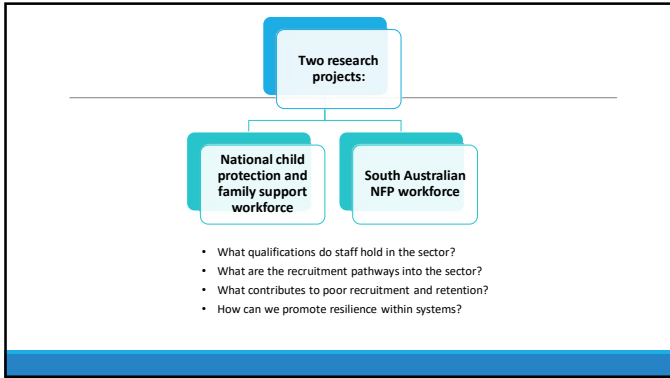 Two research
projects:
National child
protection and
family support
workforce
South Australian
NFP workforce
• What qualifications do staff hold in the sector?
• What are the recruitment pathways into the sector?
• What contributes to poor recruitment and retention?
• How can we promote resilience within systems?